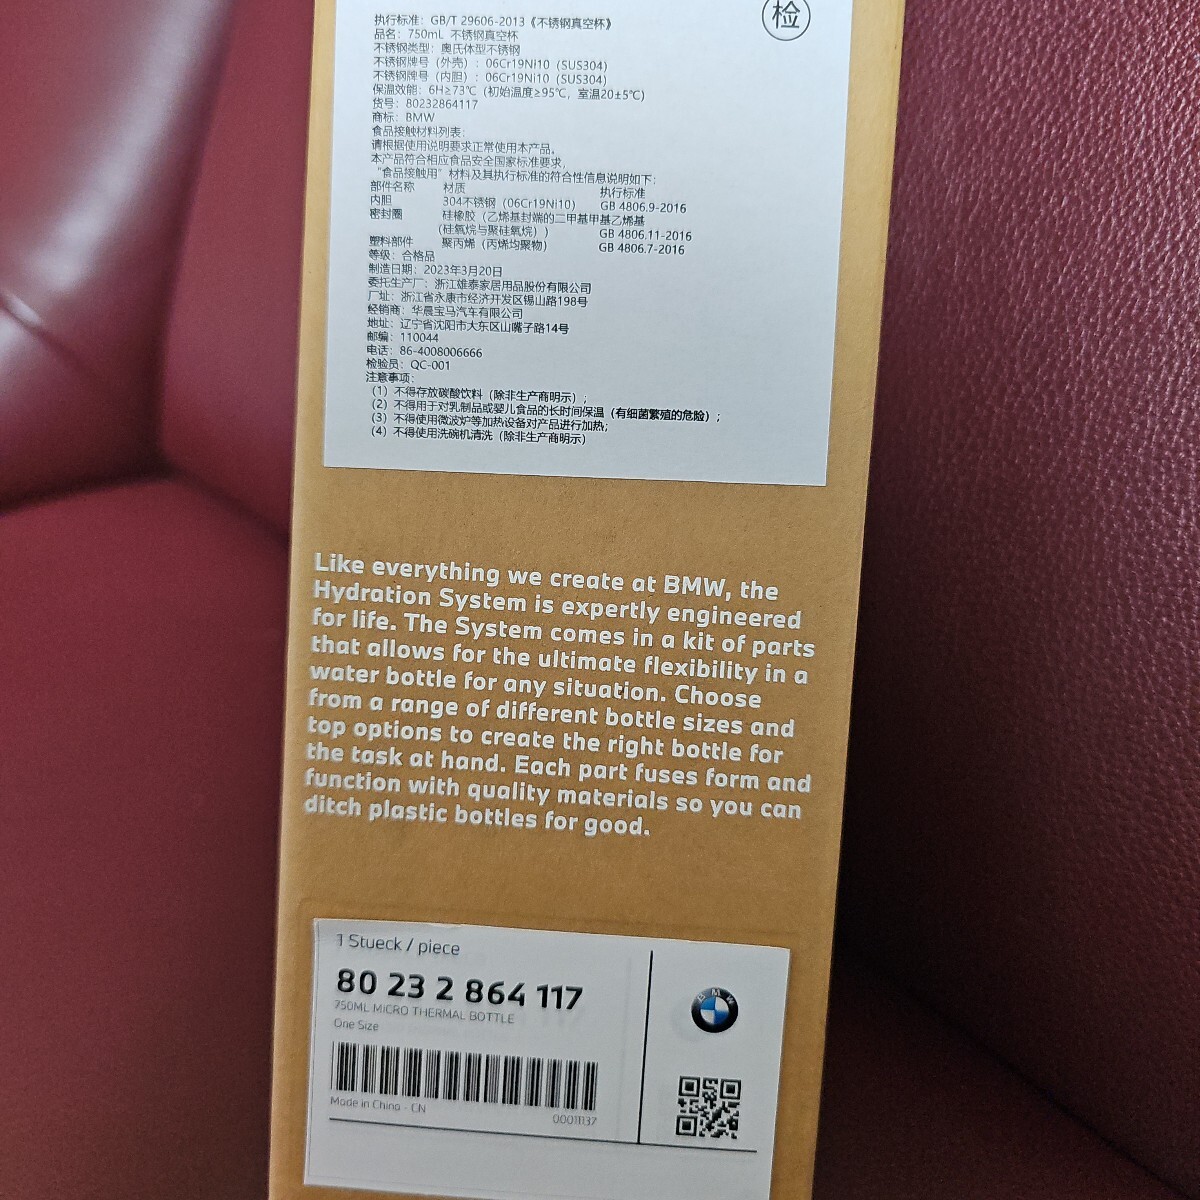 检
执行标准：GB/T 29606-2013《不锈钢真空杯》
品名：750mL 不锈钢真空杯
不锈钢类型：奥氏体型不锈钢
不锈钢牌号（外壳）：06Cr19Ni10（SUS304）
不锈钢牌号（内胆）：06Cr19Ni10（SUS304）
保温效能：6H≥73℃（初始温度≥95℃，室温20±5℃）
货号：80232864117
商标：BMW
食品接触材料列表：
请根据使用说明要求正常使用本产品。
本产品符合相应食品安全国家标准要求，
“食品接触用”材料及其执行标准的符合性信息说明如下：
部件名称 材质 执行标准
内胆 304不锈钢（06Cr19Ni10） GB 4806.9-2016
密封圈 硅橡胶（乙烯基封端的二甲基甲基乙烯基
（硅氧烷与聚硅氧烷）） GB 4806.11-2016
塑料部件 聚丙烯（丙烯均聚物） GB 4806.7-2016
等级：合格品
制造日期：2023年3月20日
委托生产厂：浙江雄泰家居用品股份有限公司
厂址：浙江省永康市经济开发区锡山路198号
经销商：华晨宝马汽车有限公司
地址：辽宁省沈阳市大东区山嘴子路14号
邮编：110044
电话：86-4008006666
检验员：QC-001
注意事项：
（1）不得存放碳酸饮料（除非生产商明示）；
（2）不得用于对乳制品或婴儿食品的长时间保温（有细菌繁殖的危险）；
（3）不得使用微波炉等加热设备对产品进行加热；
（4）不得使用洗碗机清洗（除非生产商明示）
Like everything we create at BMW, the
Hydration System is expertly engineered
for life. The System comes in a kit of parts
that allows for the ultimate flexibility in a
water bottle for any situation. Choose
from a range of different bottle sizes and
top options to create the right bottle for
the task at hand. Each part fuses form and
function with quality materials so you can
ditch plastic bottles for good.
1 Stueck / piece
80 23 2 864 117
750ML MICRO THERMAL BOTTLE
One Size
BMW
Made in China - CN
00011137